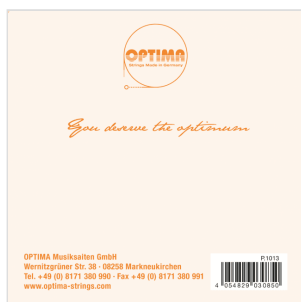 OPTIMA
Strings Made in Germany
You deserve the optimum
OPTIMA Musiksaiten GmbH
Wernitzgrüner Str. 38 · 08258 Markneukirchen
Tel. +49 (0) 8171 380 990 · Fax +49 (0) 8171 380 991
www.optima-strings.com
P.1013
4 054829 030850